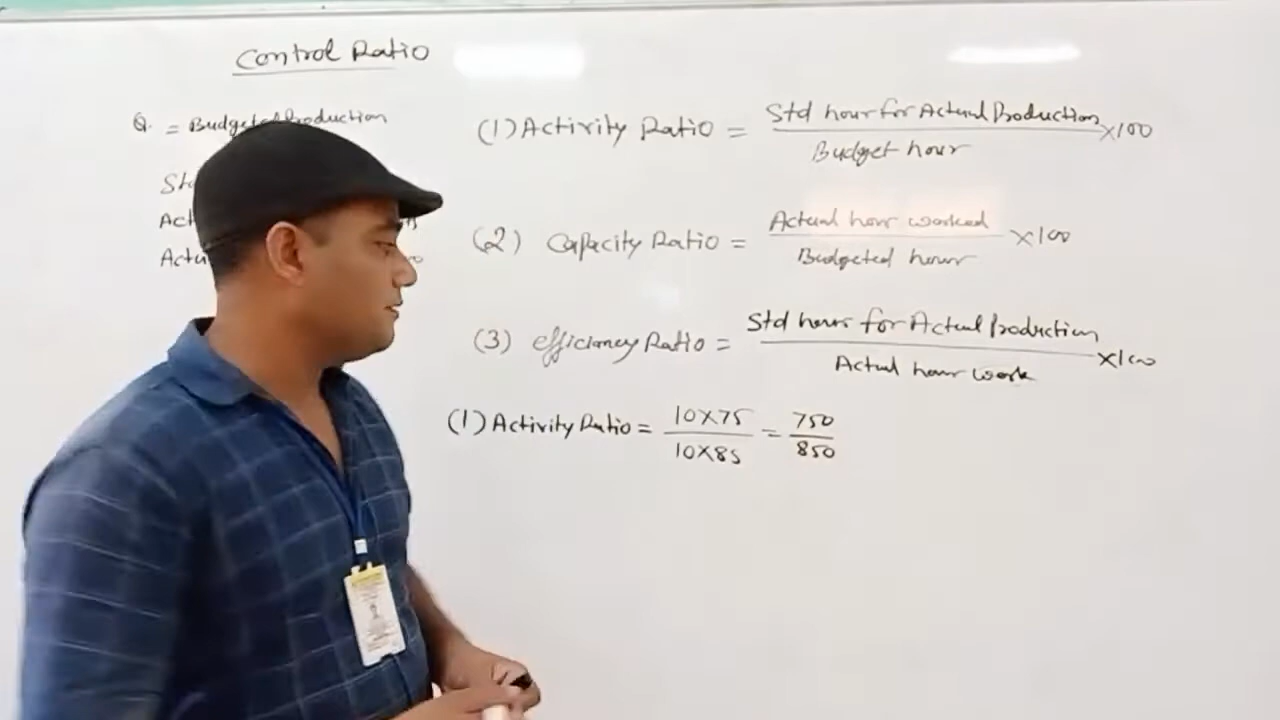 Control Ratio
Q. = Budgeted Production
(1) Activity Ratio = Std hour for Actual Production / Budget hour ×100
(2) Capacity Ratio = Actual hour worked / Budgeted hour ×100
(3) efficiency Ratio = Std hour for Actual Production / Actual hour work ×100
(1) Activity Ratio = 10×75 / 10×85 = 750 / 850